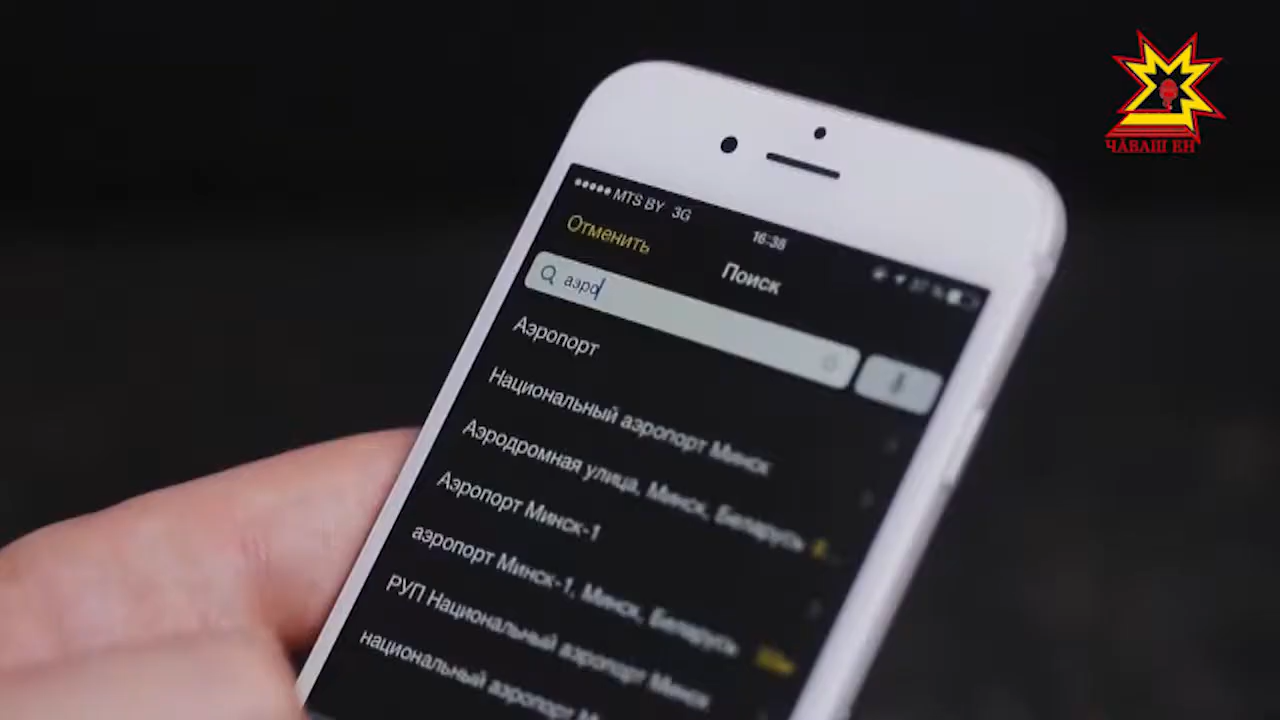 ЧӐВАШ ЕН
MTS BY 3G
16:38
Отменить
Поиск
аэро
Аэропорт
Национальный аэропорт Минск
Аэродромная улица, Минск, Беларусь
Аэропорт Минск-1
аэропорт Минск-1, Минск, Беларусь
РУП Национальный аэропорт Минск
национальный аэропорт